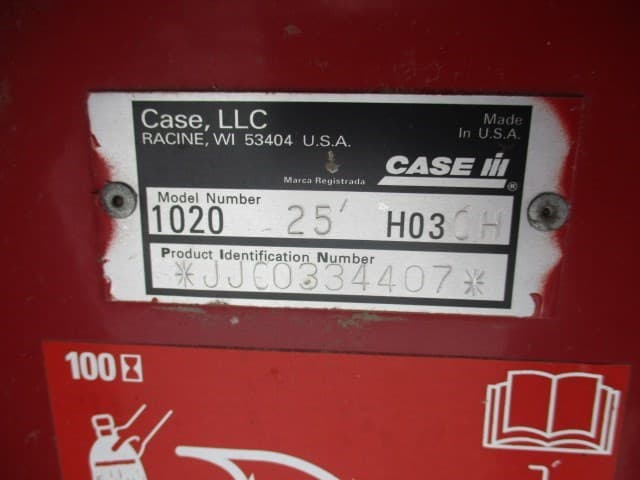 Case, LLC
RACINE, WI 53404 U.S.A.
Made
In U.S.A.
Marca Registrada
CASE IH
®
Model Number
1020 25' H03CH
Product Identification Number
*JJC0334407*
100